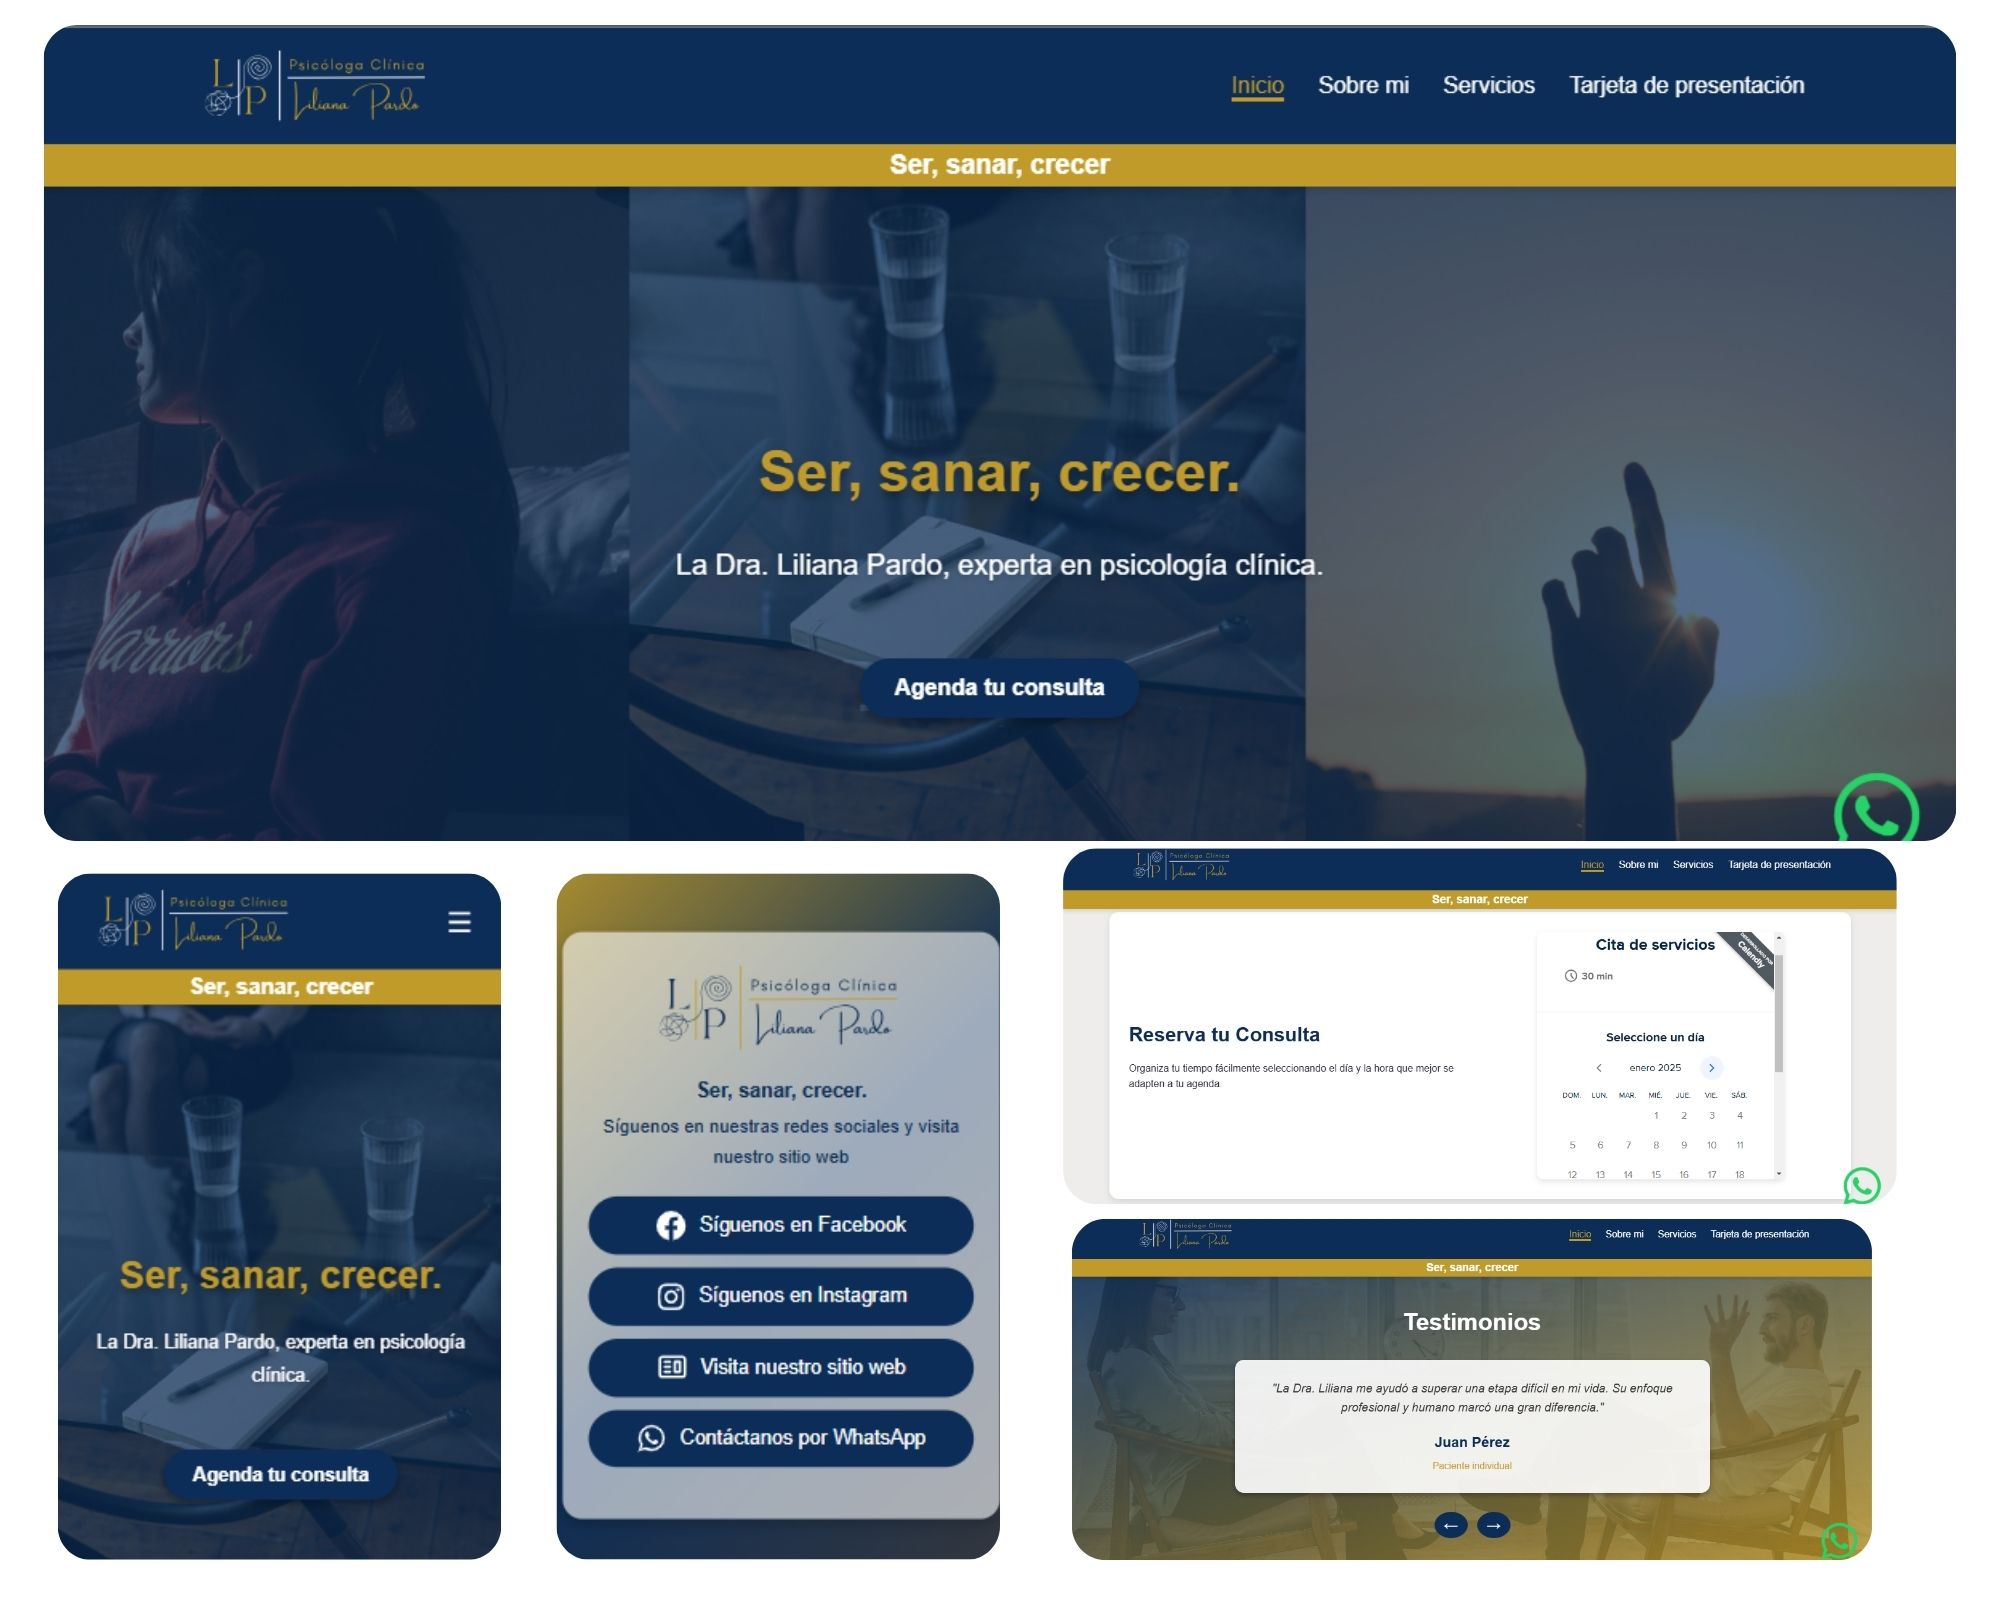 L P
Psicóloga Clínica
Liliana Pardo
Inicio Sobre mi Servicios Tarjeta de presentación
Ser, sanar, crecer
Warriors
Ser, sanar, crecer.
La Dra. Liliana Pardo, experta en psicología clínica.
Agenda tu consulta
L P
Psicóloga Clínica
Liliana Pardo
Ser, sanar, crecer
Ser, sanar, crecer.
La Dra. Liliana Pardo, experta en psicología
clínica.
Agenda tu consulta
L P
Psicóloga Clínica
Liliana Pardo
Ser, sanar, crecer.
Síguenos en nuestras redes sociales y visita
nuestro sitio web
Síguenos en Facebook
Síguenos en Instagram
Visita nuestro sitio web
Contáctanos por WhatsApp
L P
Psicóloga Clínica
Liliana Pardo
Inicio Sobre mi Servicios Tarjeta de presentación
Ser, sanar, crecer
Reserva tu Consulta
Organiza tu tiempo fácilmente seleccionando el día y la hora que mejor se
adapten a tu agenda
Cita de servicios
DESARROLLADO POR
Calendly
30 min
Seleccione un día
enero 2025
DOM. LUN. MAR. MIÉ. JUE. VIE. SÁB.
1 2 3 4
5 6 7 8 9 10 11
12 13 14 15 16 17 18
L P
Psicóloga Clínica
Liliana Pardo
Inicio Sobre mi Servicios Tarjeta de presentación
Ser, sanar, crecer
Testimonios
"La Dra. Liliana me ayudó a superar una etapa difícil en mi vida. Su enfoque
profesional y humano marcó una gran diferencia."
Juan Pérez
Paciente individual
← →